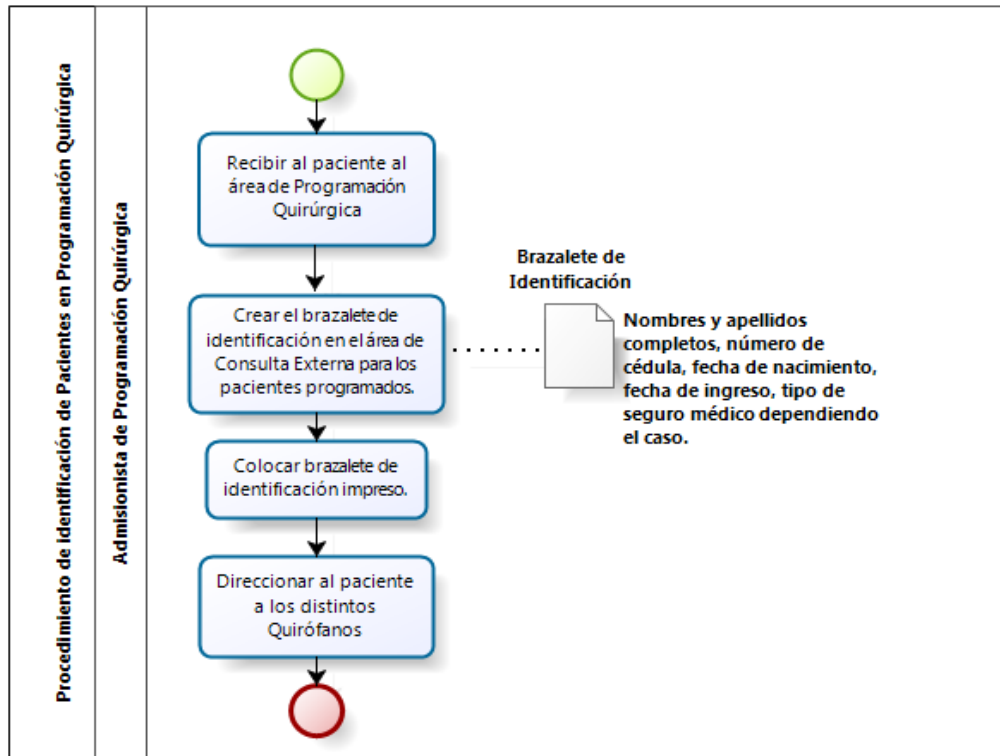 Procedimiento de identificación de Pacientes en Programación Quirúrgica
Admisionista de Programación Quirúrgica
Recibir al paciente al
área de Programación
Quirúrgica
Crear el brazalete de
identificación en el área de
Consulta Externa para los
pacientes programados.
Brazalete de
Identificación
Nombres y apellidos
completos, número de
cédula, fecha de nacimiento,
fecha de ingreso, tipo de
seguro médico dependiendo
el caso.
Colocar brazalete de
identificación impreso.
Direccionar al paciente
a los distintos
Quirófanos